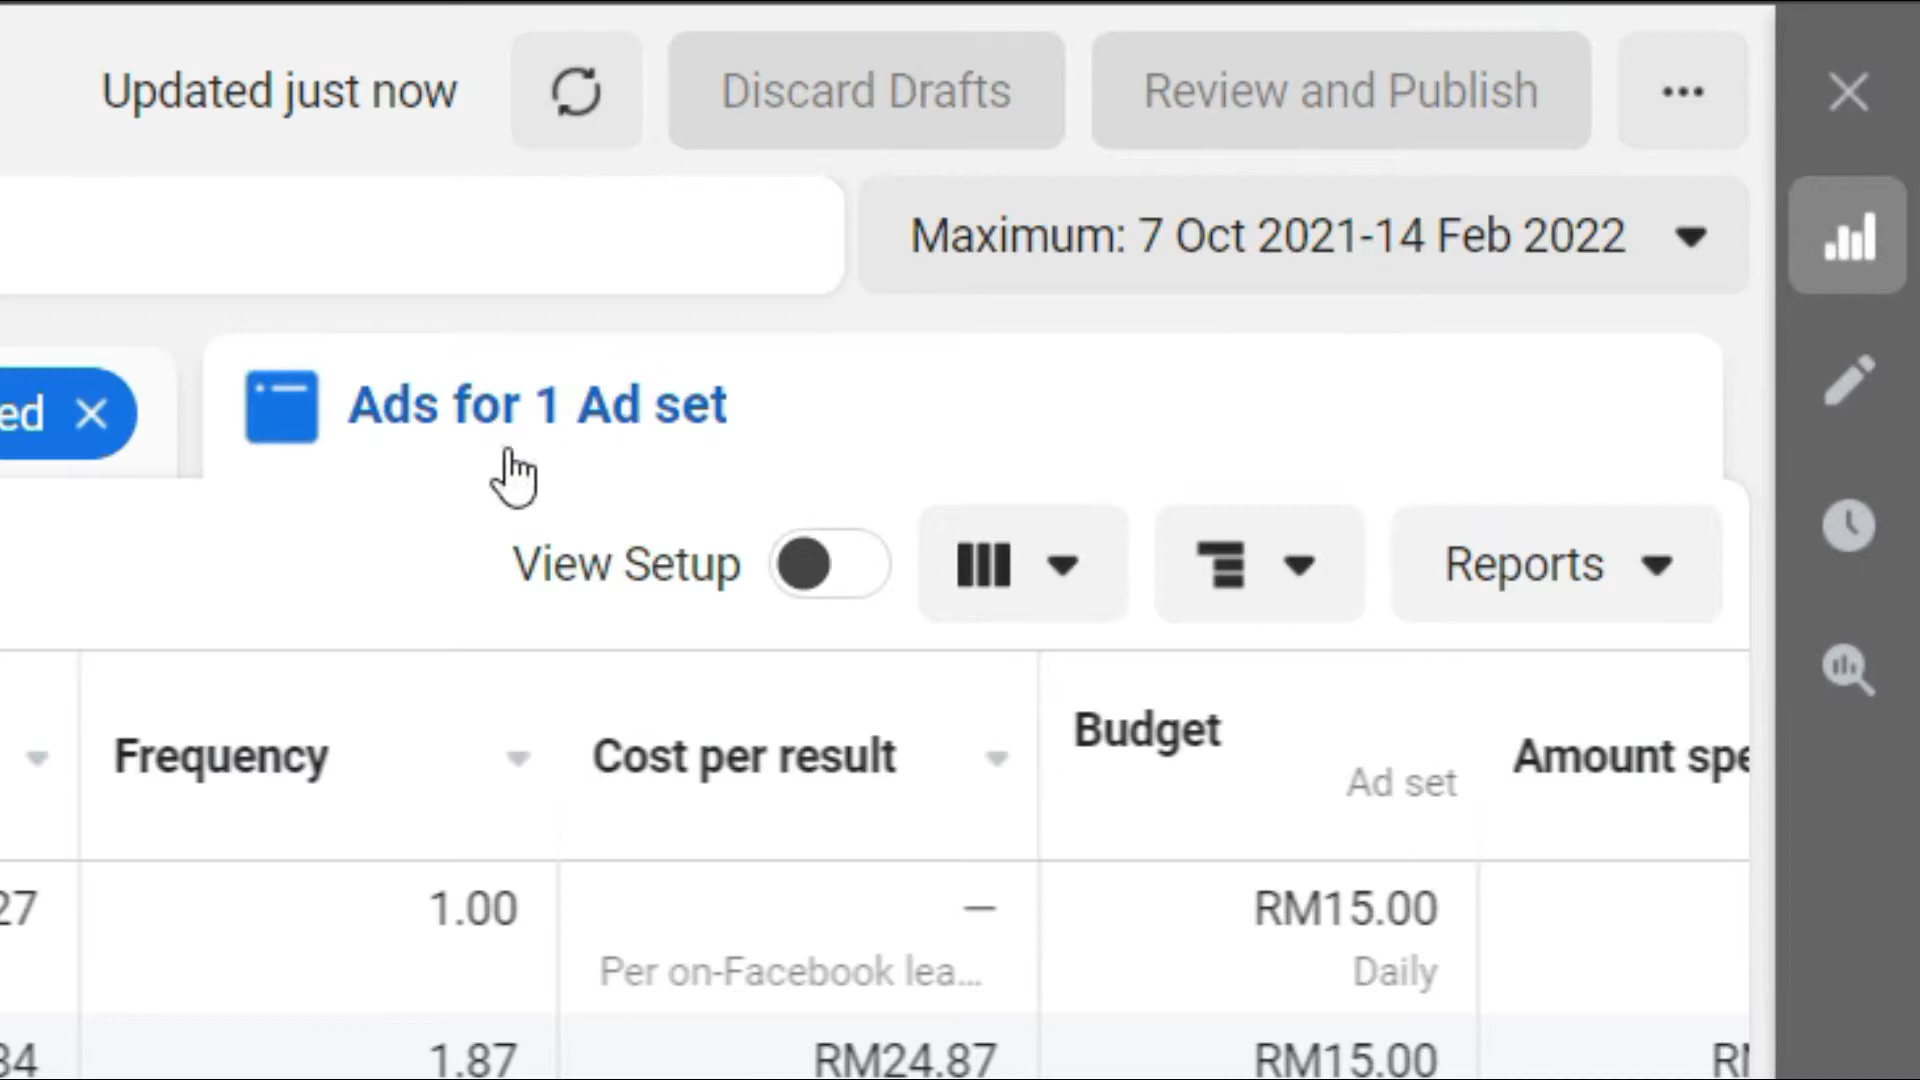 Updated just now
Discard Drafts
Review and Publish
Maximum: 7 Oct 2021-14 Feb 2022
ed
Ads for 1 Ad set
View Setup
Reports
Frequency
Cost per result
Budget
Ad set
Amount spe
27
1.00
—
RM15.00
Per on-Facebook lea...
Daily
34
1.87
RM24.87
RM15.00